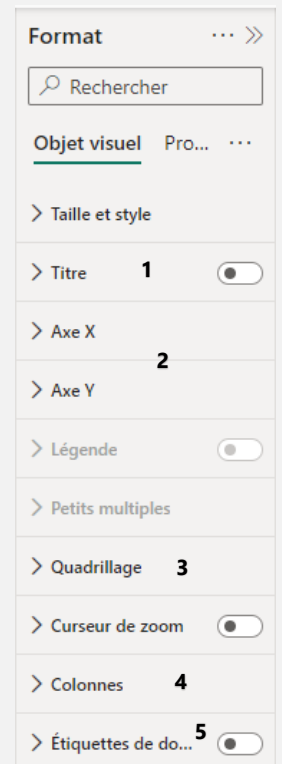 Format ... >>
Rechercher
Objet visuel Pro... ...
Taille et style
Titre 1
Axe X
2
Axe Y
Légende
Petits multiples
Quadrillage 3
Curseur de zoom
Colonnes 4
Étiquettes de do... 5